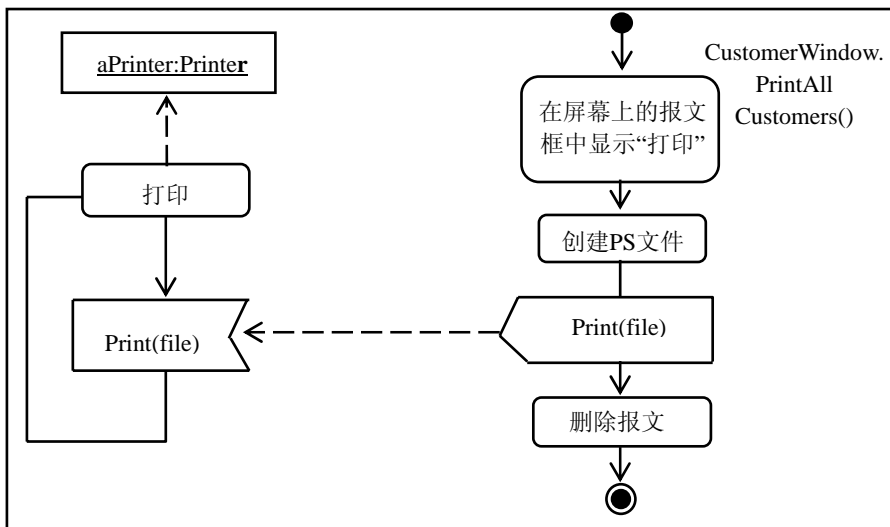 aPrinter:Printer
打印
Print(file)
CustomerWindow.
PrintAll
Customers()
在屏幕上的报文
框中显示“打印”
创建PS文件
Print(file)
删除报文